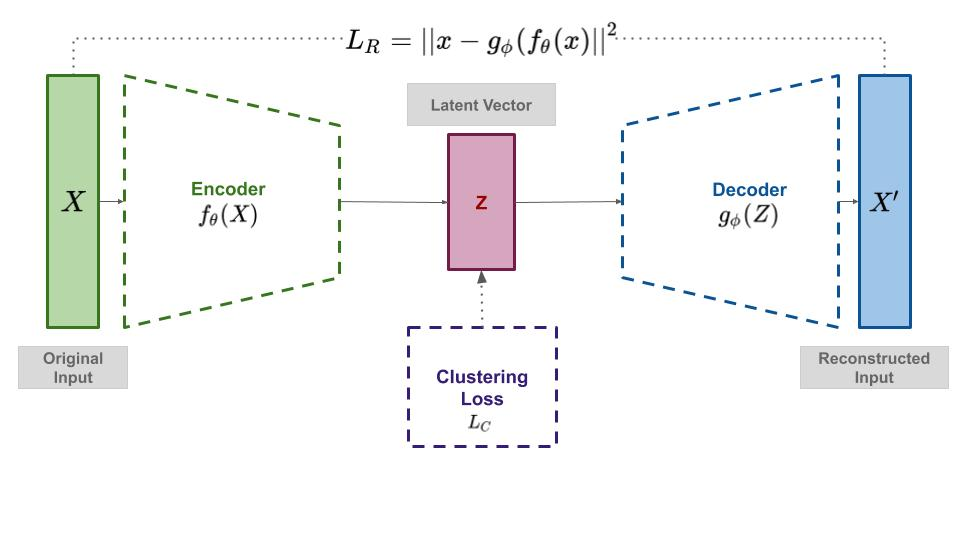 L_R = ||x − g_ϕ(f_θ(x)||²
Latent Vector
X
Encoder
f_θ(X)
Z
Decoder
g_ϕ(Z)
X′
Original
Input
Reconstructed
Input
Clustering
Loss
L_C